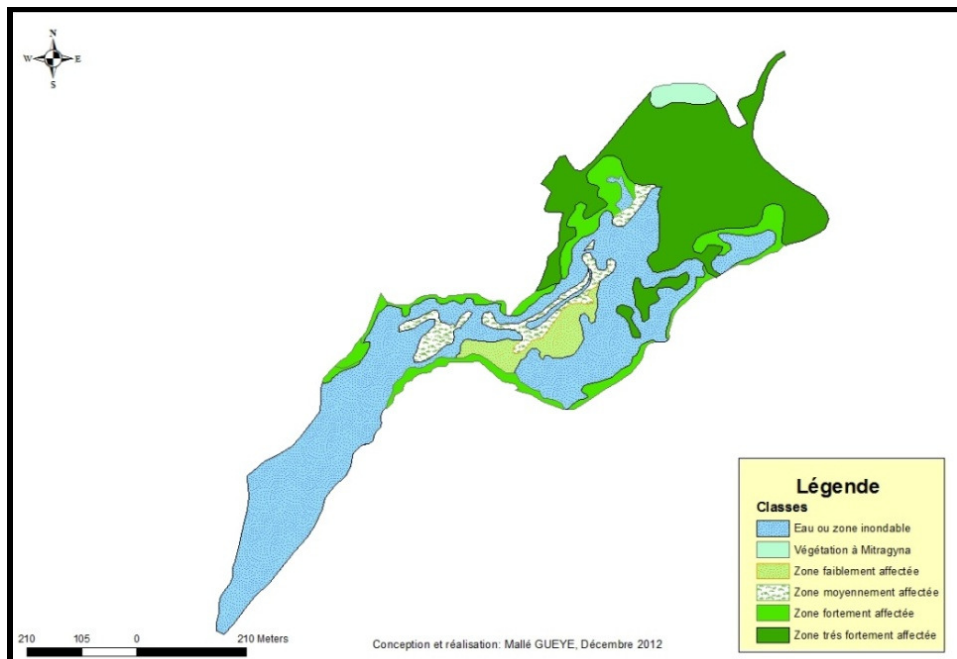 N
W E
S
Légende
Classes
Eau ou zone inondable
Végétation à Mitragyna
Zone faiblement affectée
Zone moyennement affectée
Zone fortement affectée
Zone trés fortement affectée
210 105 0 210 Meters
Conception et réalisation: Mallé GUEYE, Décembre 2012